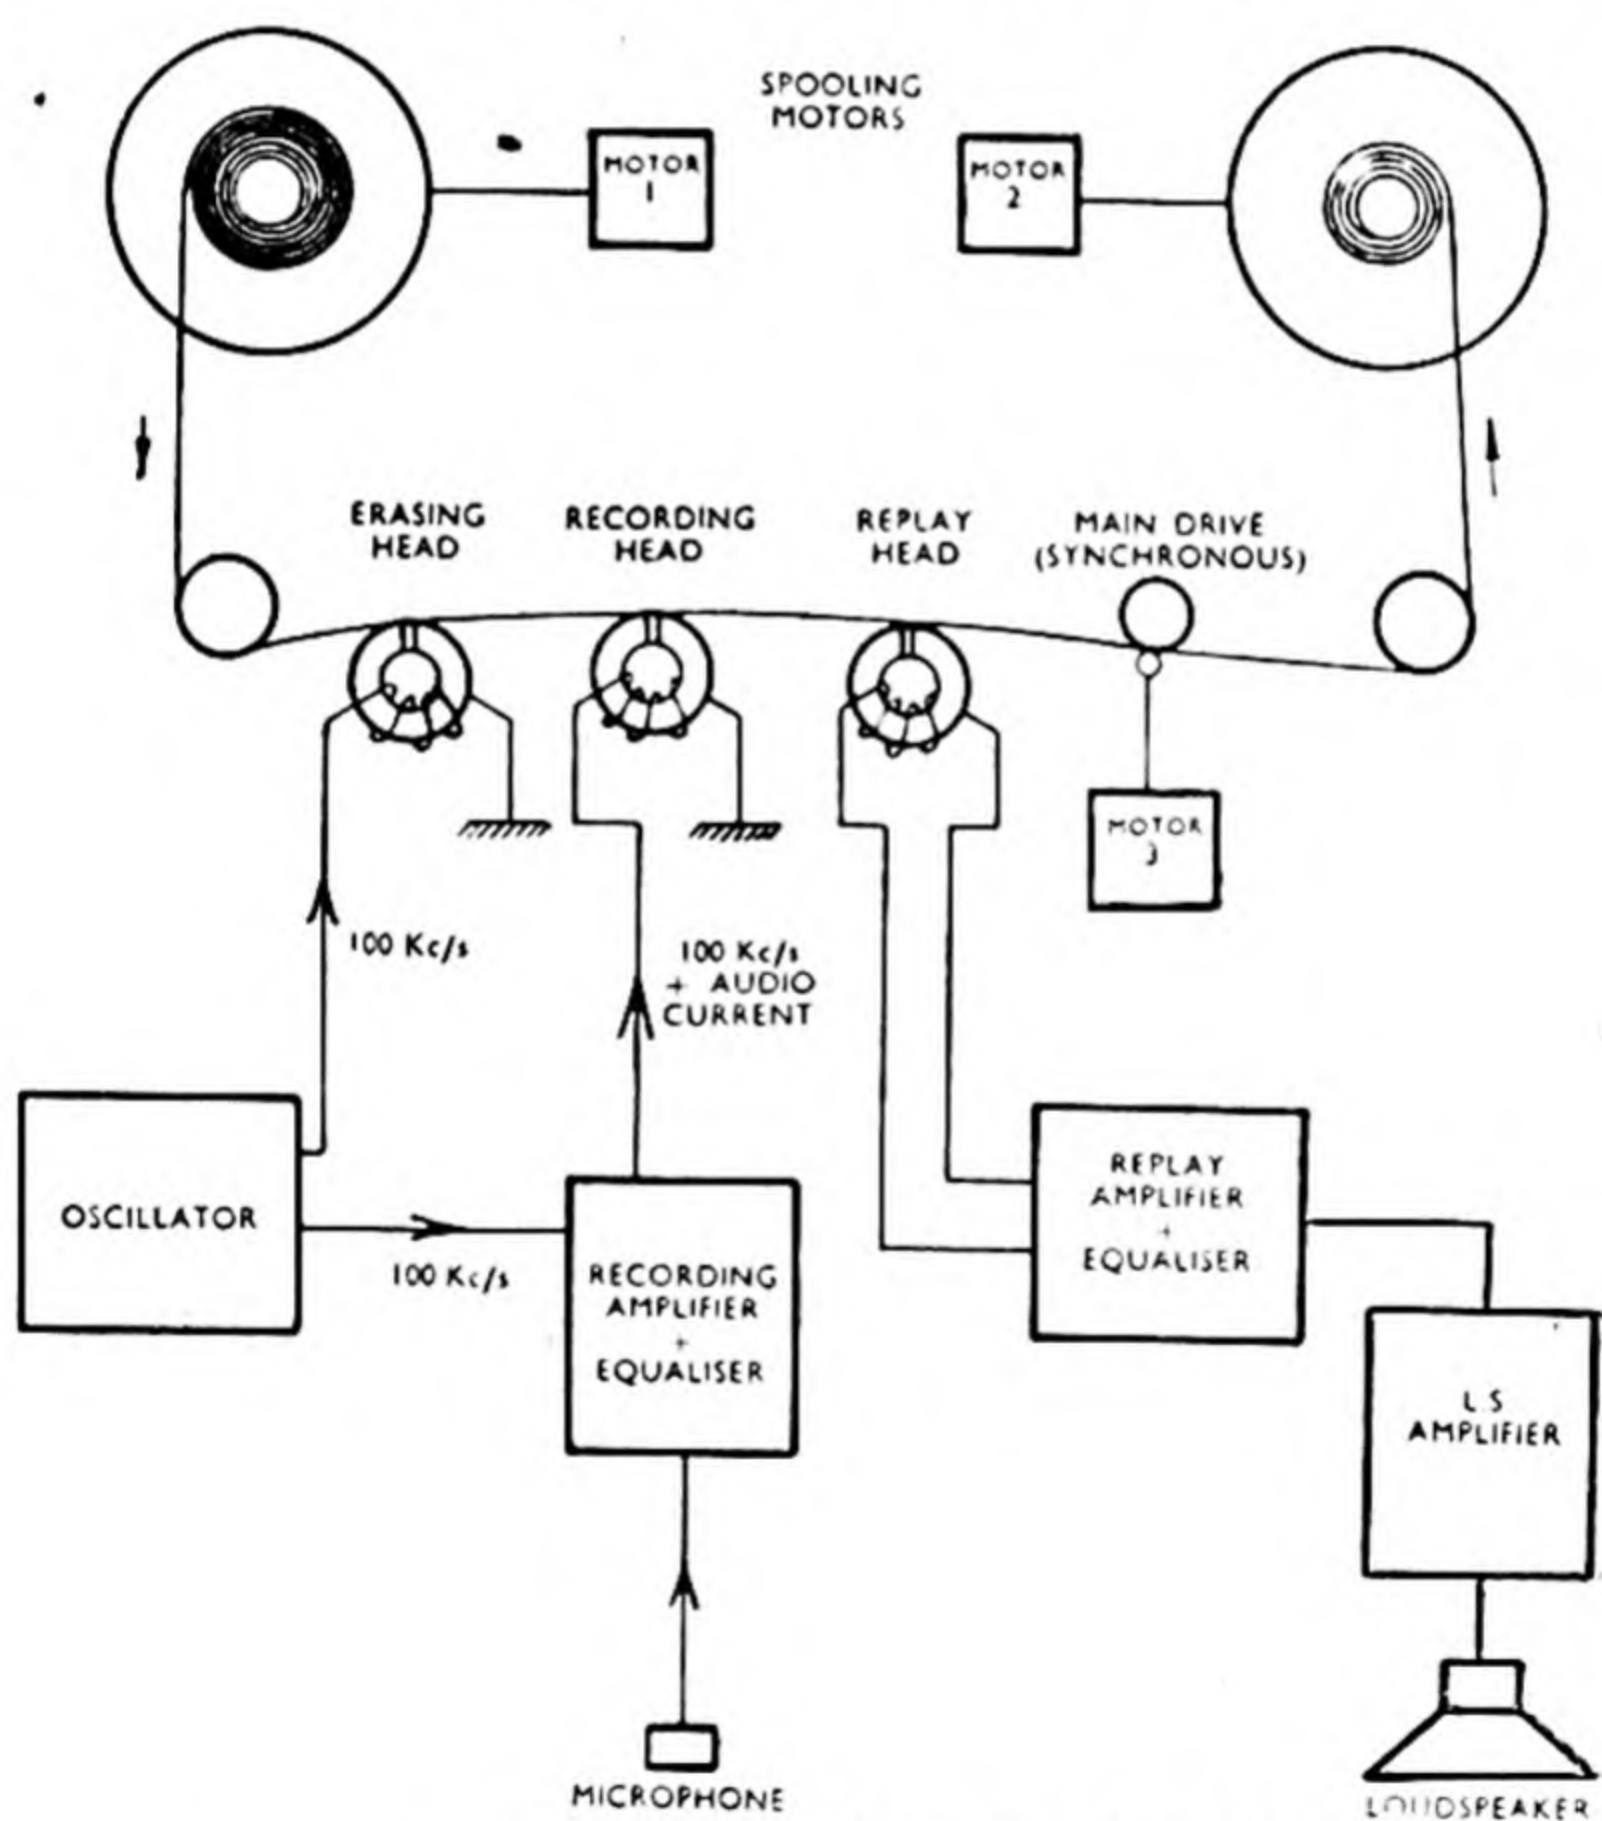 SPOOLING
MOTORS
MOTOR
1
MOTOR
2
ERASING
HEAD
RECORDING
HEAD
REPLAY
HEAD
MAIN DRIVE
(SYNCHRONOUS)
MOTOR
3
100 Kc/s
100 Kc/s
+ AUDIO
CURRENT
OSCILLATOR
100 Kc/s
RECORDING
AMPLIFIER
+
EQUALISER
REPLAY
AMPLIFIER
+
EQUALISER
L.S
AMPLIFIER
MICROPHONE
LOUDSPEAKER